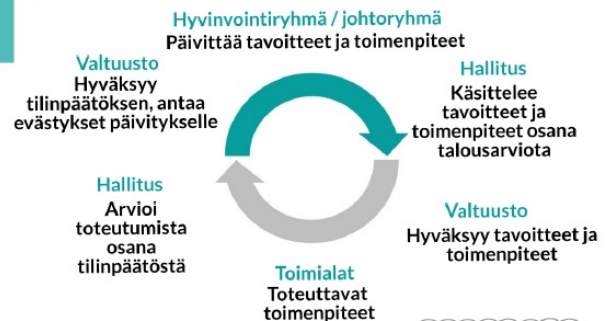 Hyvinvointiryhmä / johtoryhmä
Päivittää tavoitteet ja toimenpiteet
Hallitus
Käsittelee
tavoitteet ja
toimenpiteet osana
talousarviota
Valtuusto
Hyväksyy tavoitteet ja
toimenpiteet
Toimialat
Toteuttavat
toimenpiteet
Hallitus
Arvioi
toteutumista
osana
tilinpäätöstä
Valtuusto
Hyväksyy
tilinpäätöksen, antaa
evästykset päivitykselle